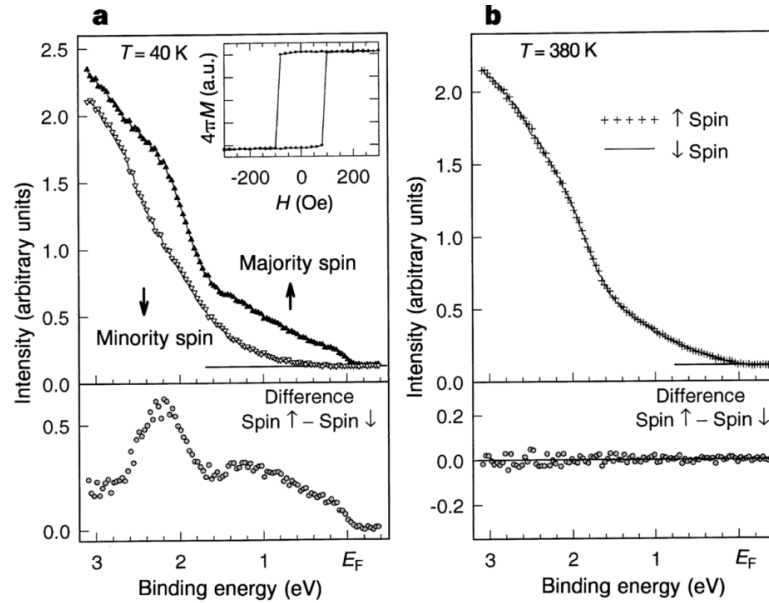 a
T = 40 K
2.5
2.0
1.5
1.0
0.5
0.0
Intensity (arbitrary units)
4πM (a.u.)
-200 0 200
H (Oe)
Majority spin
Minority spin
Difference
Spin ↑ – Spin ↓
0.5
0.0
3 2 1 E_F
Binding energy (eV)
b
T = 380 K
2.0
1.5
1.0
0.5
0.0
Intensity (arbitrary units)
+++++ ↑ Spin
↓ Spin
Difference
Spin ↑ – Spin ↓
0.2
0.0
-0.2
3 2 1 E_F
Binding energy (eV)